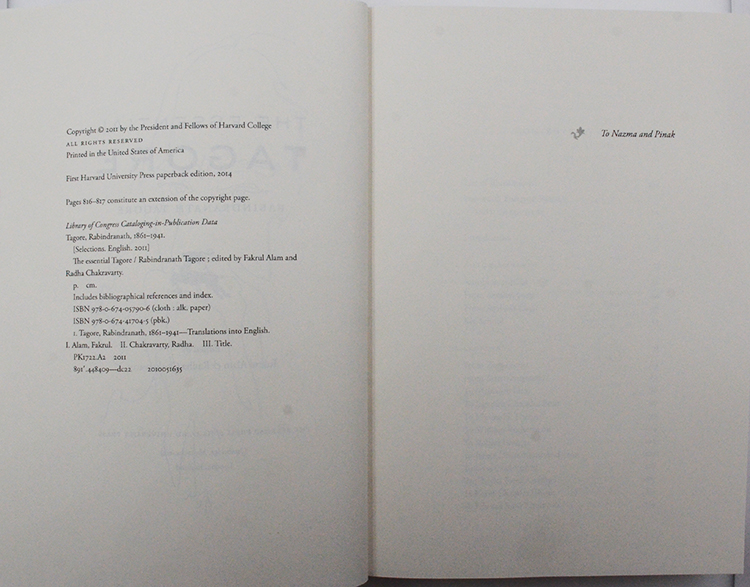 Copyright © 2011 by the President and Fellows of Harvard College
ALL RIGHTS RESERVED
Printed in the United States of America
First Harvard University Press paperback edition, 2014
Pages 816–817 constitute an extension of the copyright page.
Library of Congress Cataloging-in-Publication Data
Tagore, Rabindranath, 1861–1941.
[Selections. English. 2011]
The essential Tagore / Rabindranath Tagore ; edited by Fakrul Alam and
Radha Chakravarty.
p. cm.
Includes bibliographical references and index.
ISBN 978-0-674-05790-6 (cloth : alk. paper)
ISBN 978-0-674-41704-5 (pbk.)
1. Tagore, Rabindranath, 1861–1941—Translations into English.
I. Alam, Fakrul. II. Chakravarty, Radha. III. Title.
PK1722.A2 2011
891'.448409—dc22 2010051635
To Nazma and Pinak